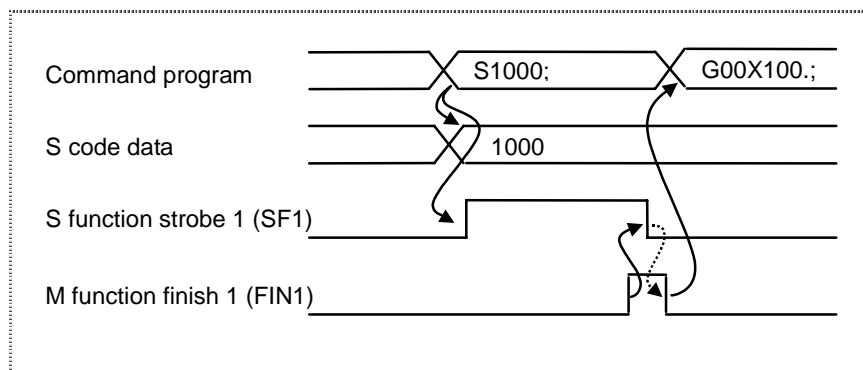 Command program S1000; G00X100.;
S code data 1000
S function strobe 1 (SF1)
M function finish 1 (FIN1)